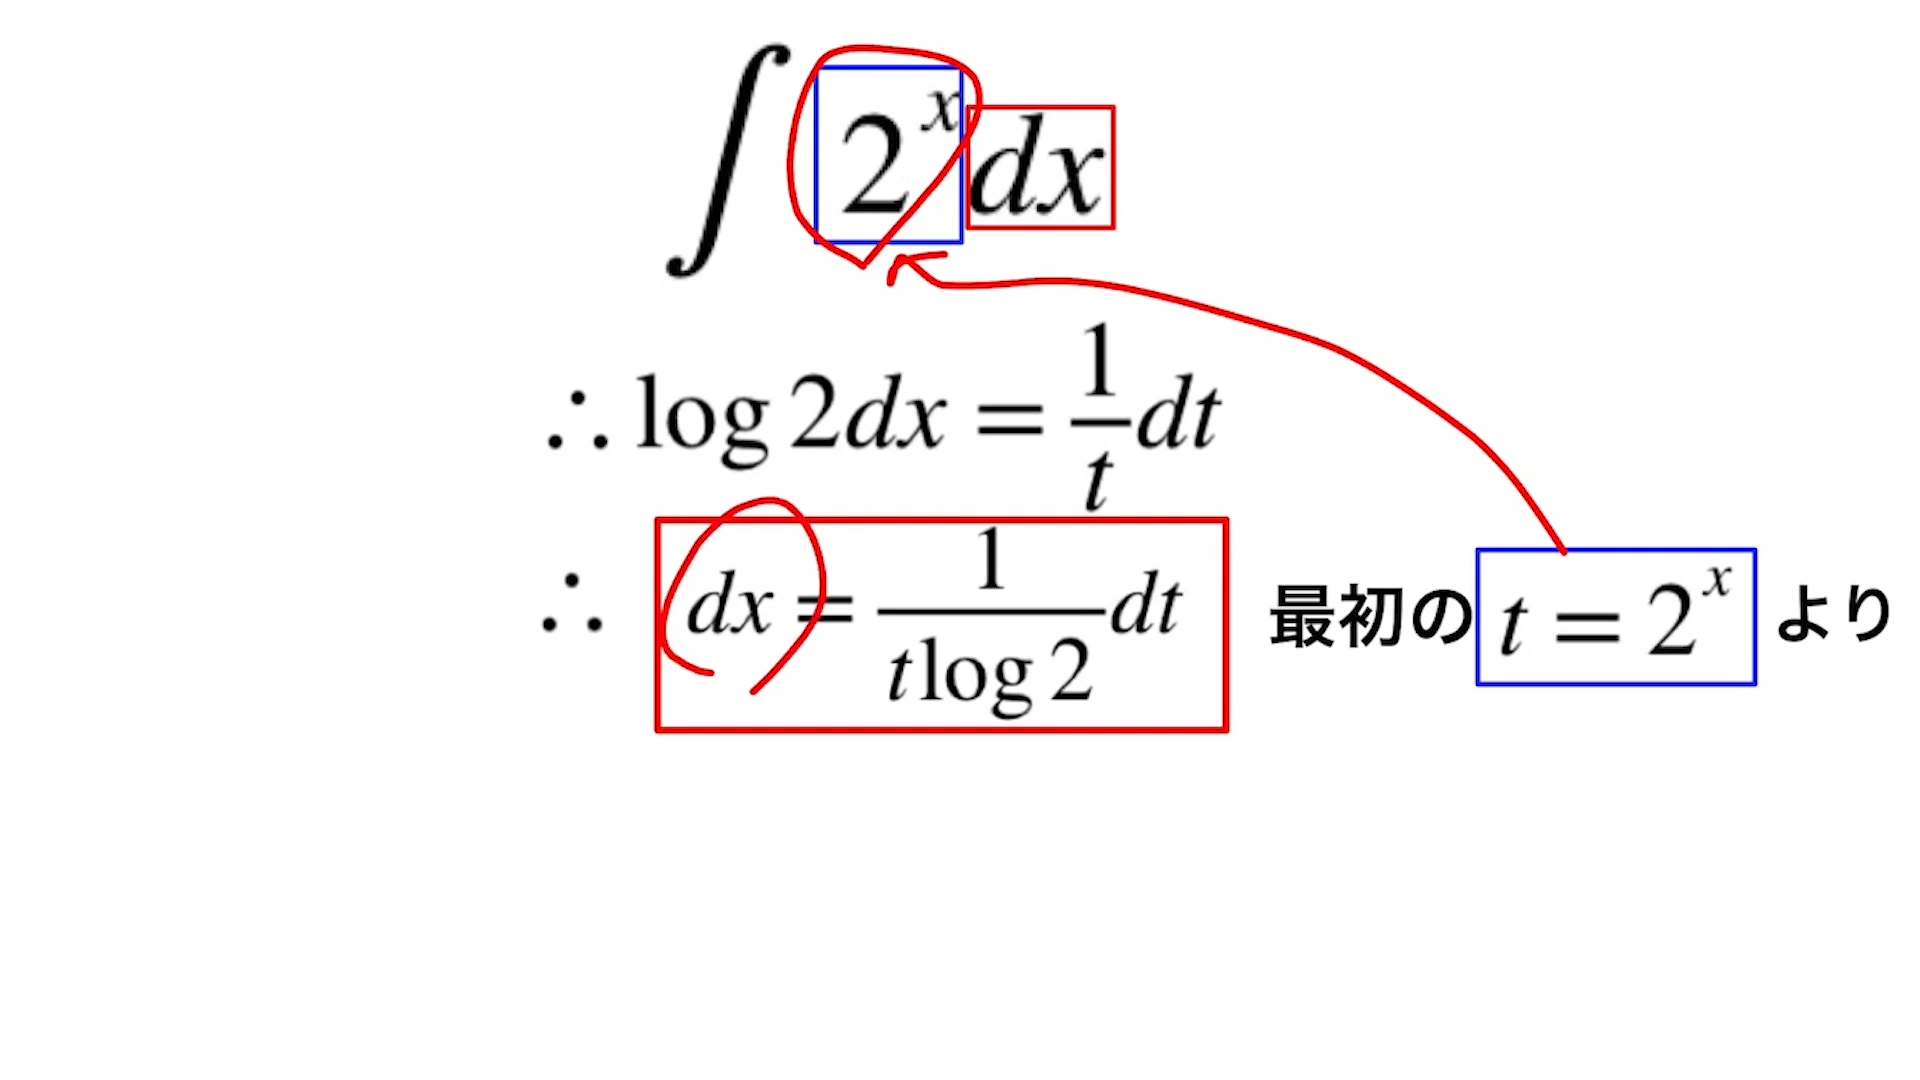 ∫ 2^x dx
∴ log 2dx = 1/t dt
∴ dx = 1/(t log 2) dt 最初の t = 2^x より